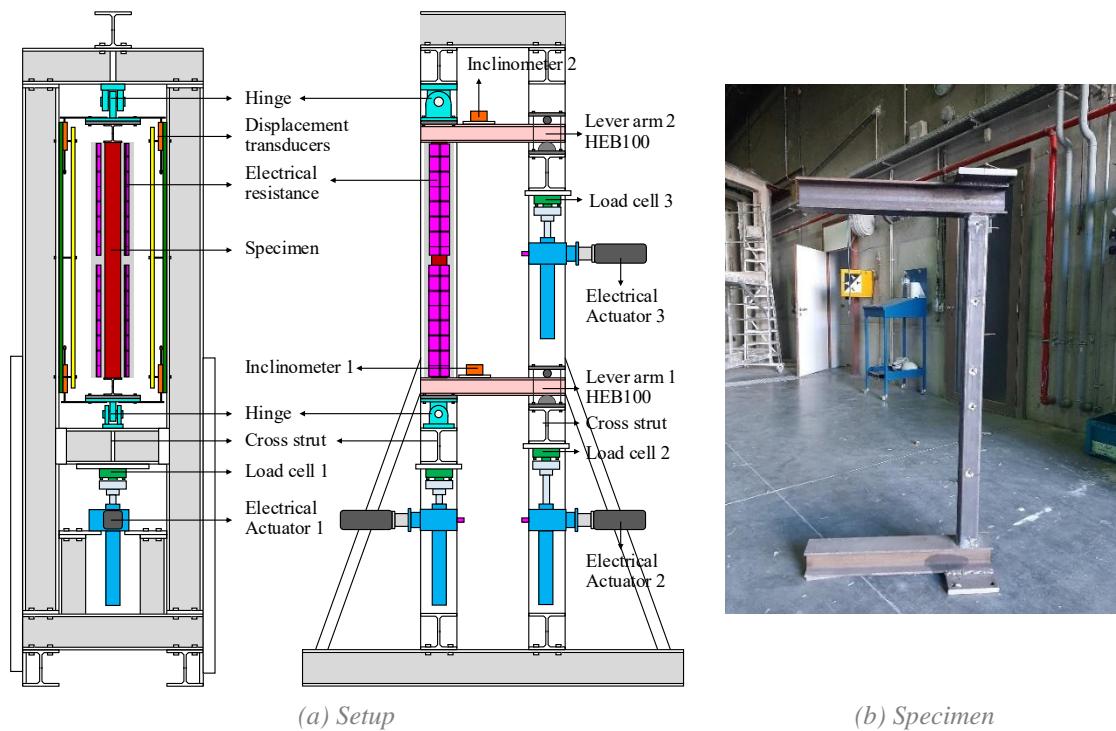 Inclinometer 2
Hinge
Displacement
transducers
Electrical
resistance
Specimen
Inclinometer 1
Hinge
Cross strut
Load cell 1
Electrical
Actuator 1
Lever arm 2
HEB100
Load cell 3
Electrical
Actuator 3
Lever arm 1
HEB100
Cross strut
Load cell 2
Electrical
Actuator 2
(a) Setup
(b) Specimen